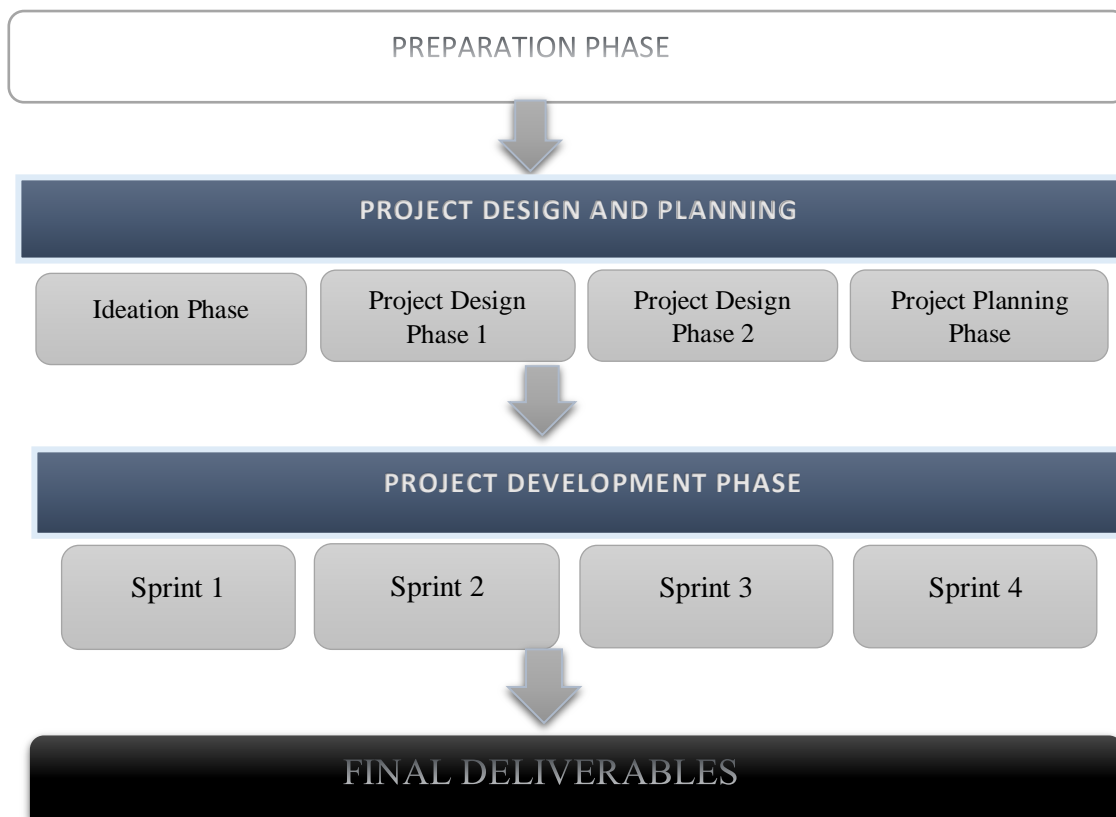 PREPARATION PHASE
PROJECT DESIGN AND PLANNING
Ideation Phase
Project Design
Phase 1
Project Design
Phase 2
Project Planning
Phase
PROJECT DEVELOPMENT PHASE
Sprint 1
Sprint 2
Sprint 3
Sprint 4
FINAL DELIVERABLES